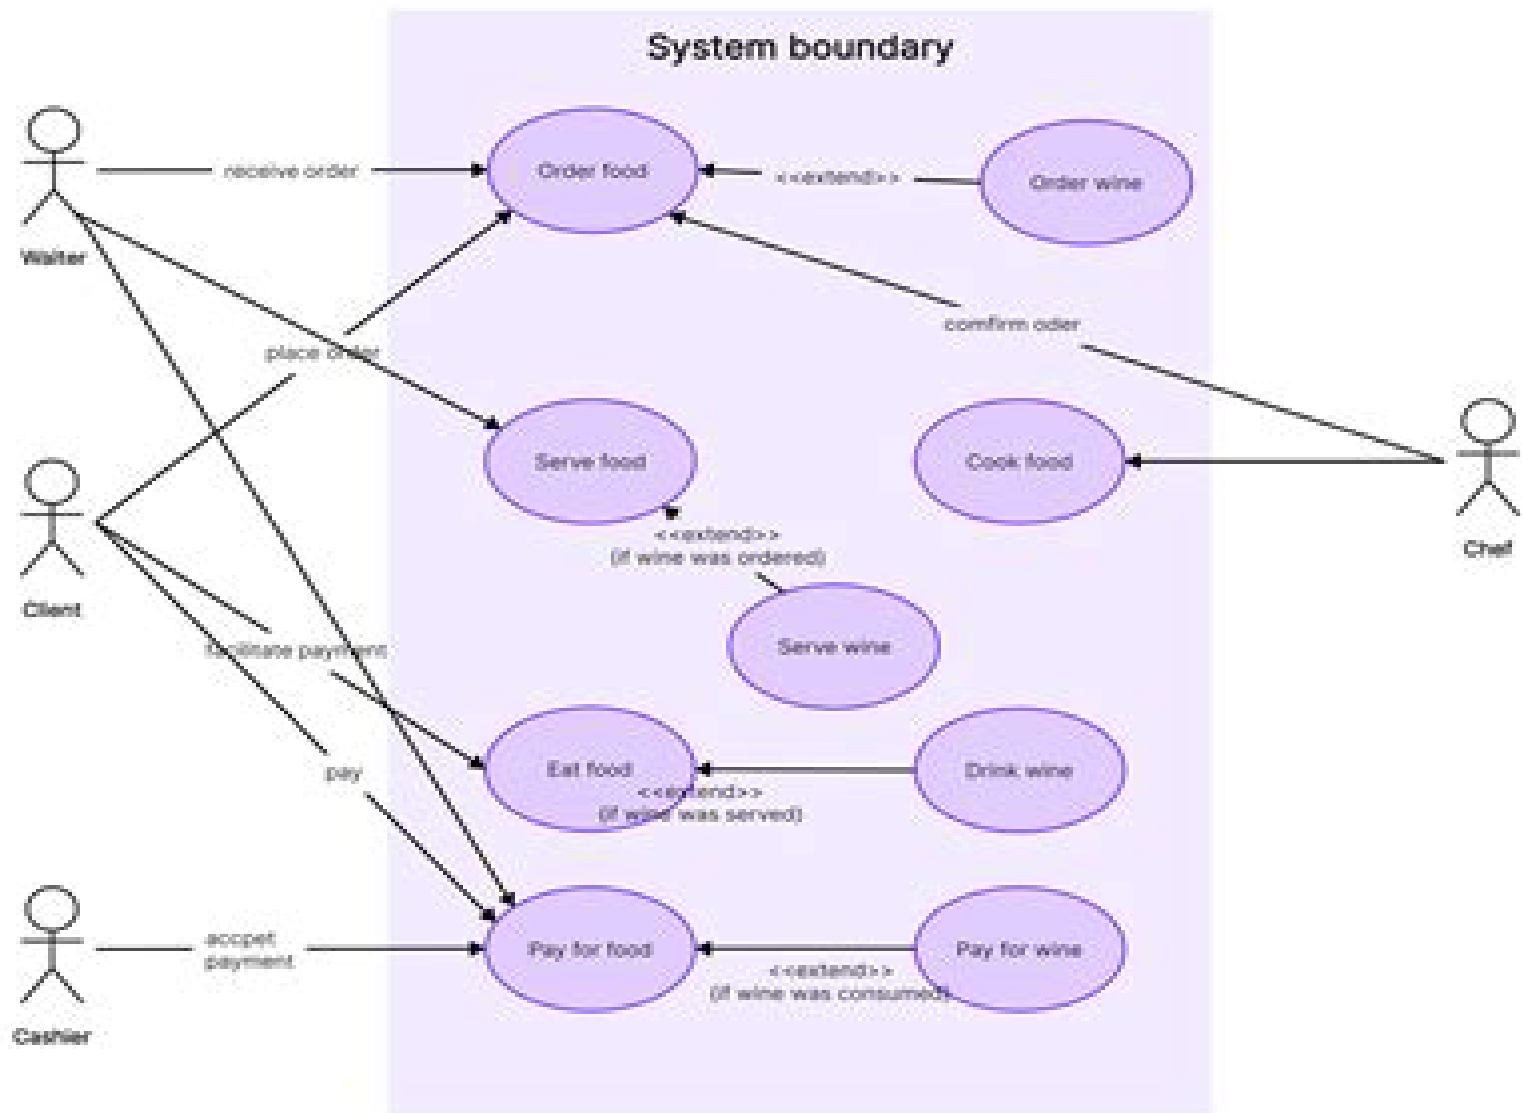 System boundary
receive order
Order food
<<extend>>
Order wine
Waiter
place order
comfirm oder
Serve food
Cook food
<<extend>>
(if wine was ordered)
Chef
Client
facilitate payment
Serve wine
pay
Eat food
Drink wine
<<extend>>
(if wine was served)
accpet
payment
Pay for food
Pay for wine
<<extend>>
(if wine was consumed)
Cashier